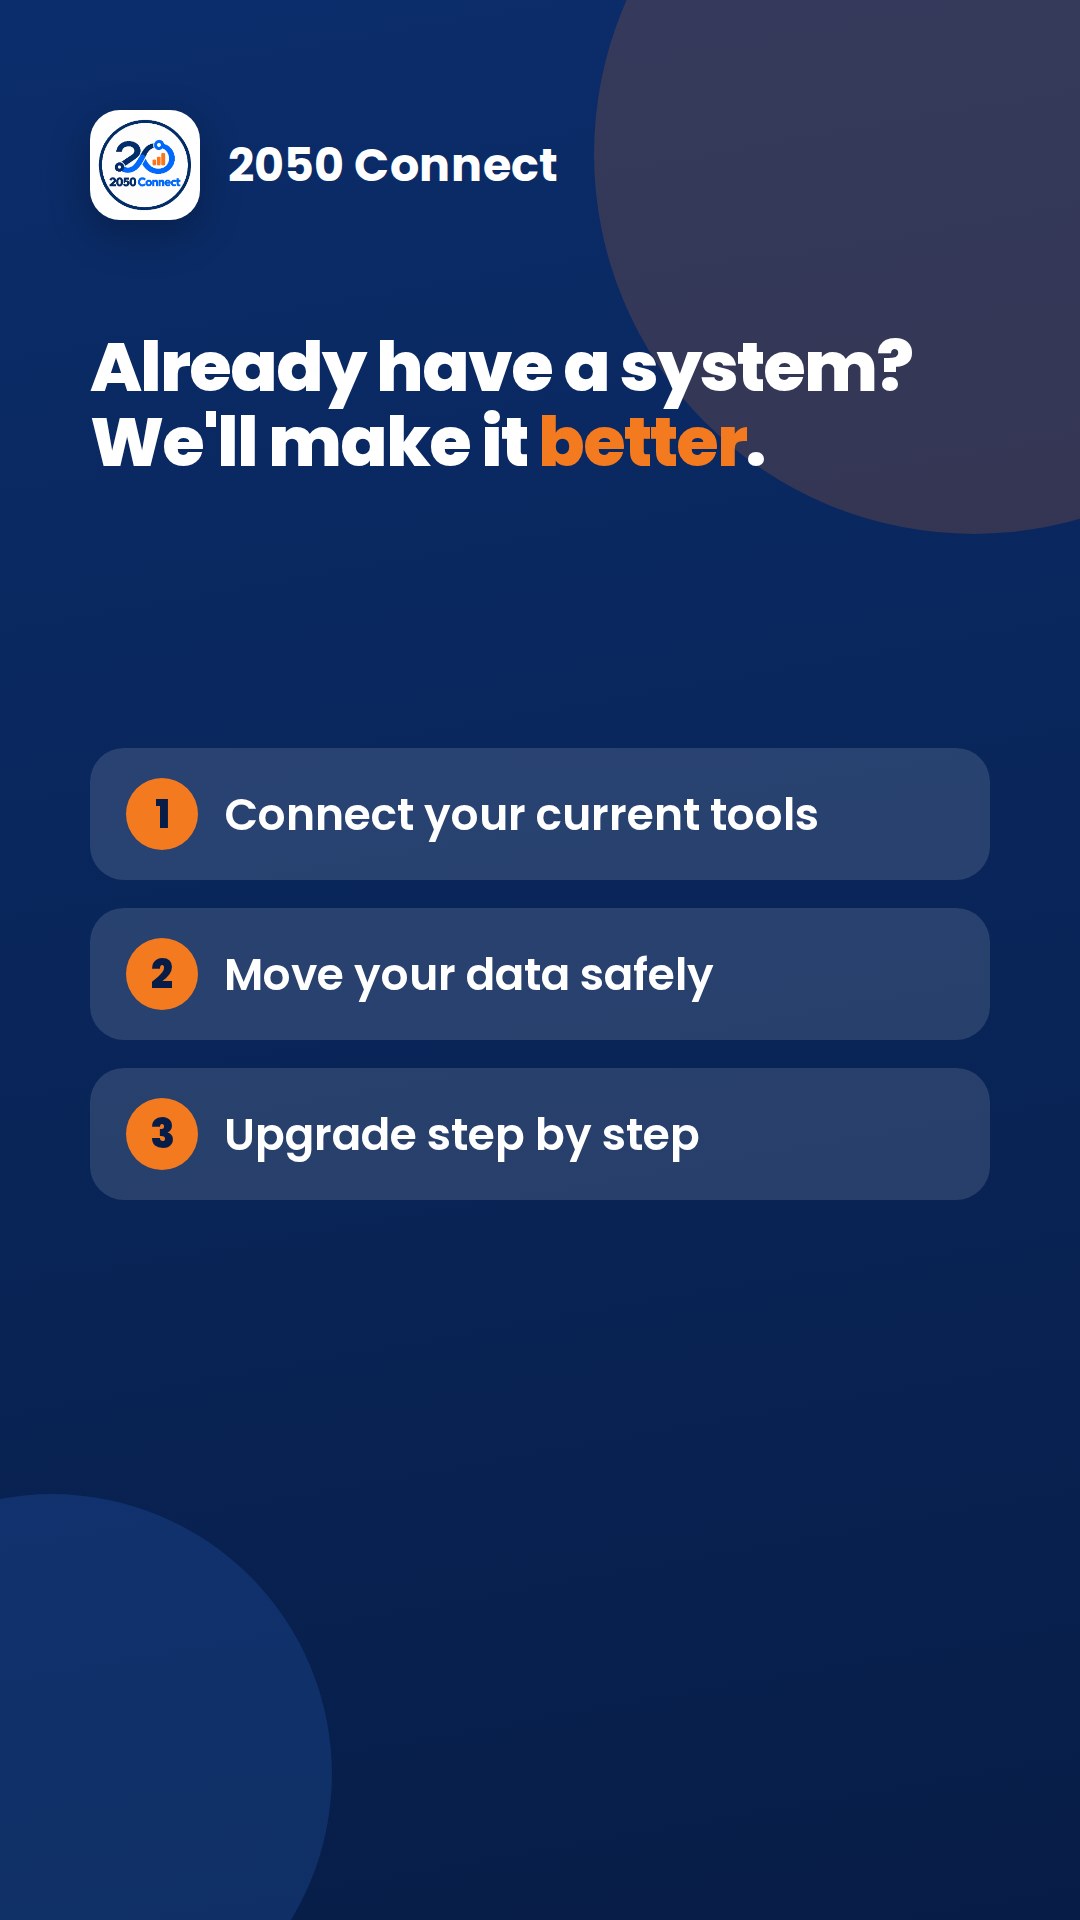 2050 Connect
2050 Connect
Already have a system?
We'll make it better.
1 Connect your current tools
2 Move your data safely
3 Upgrade step by step